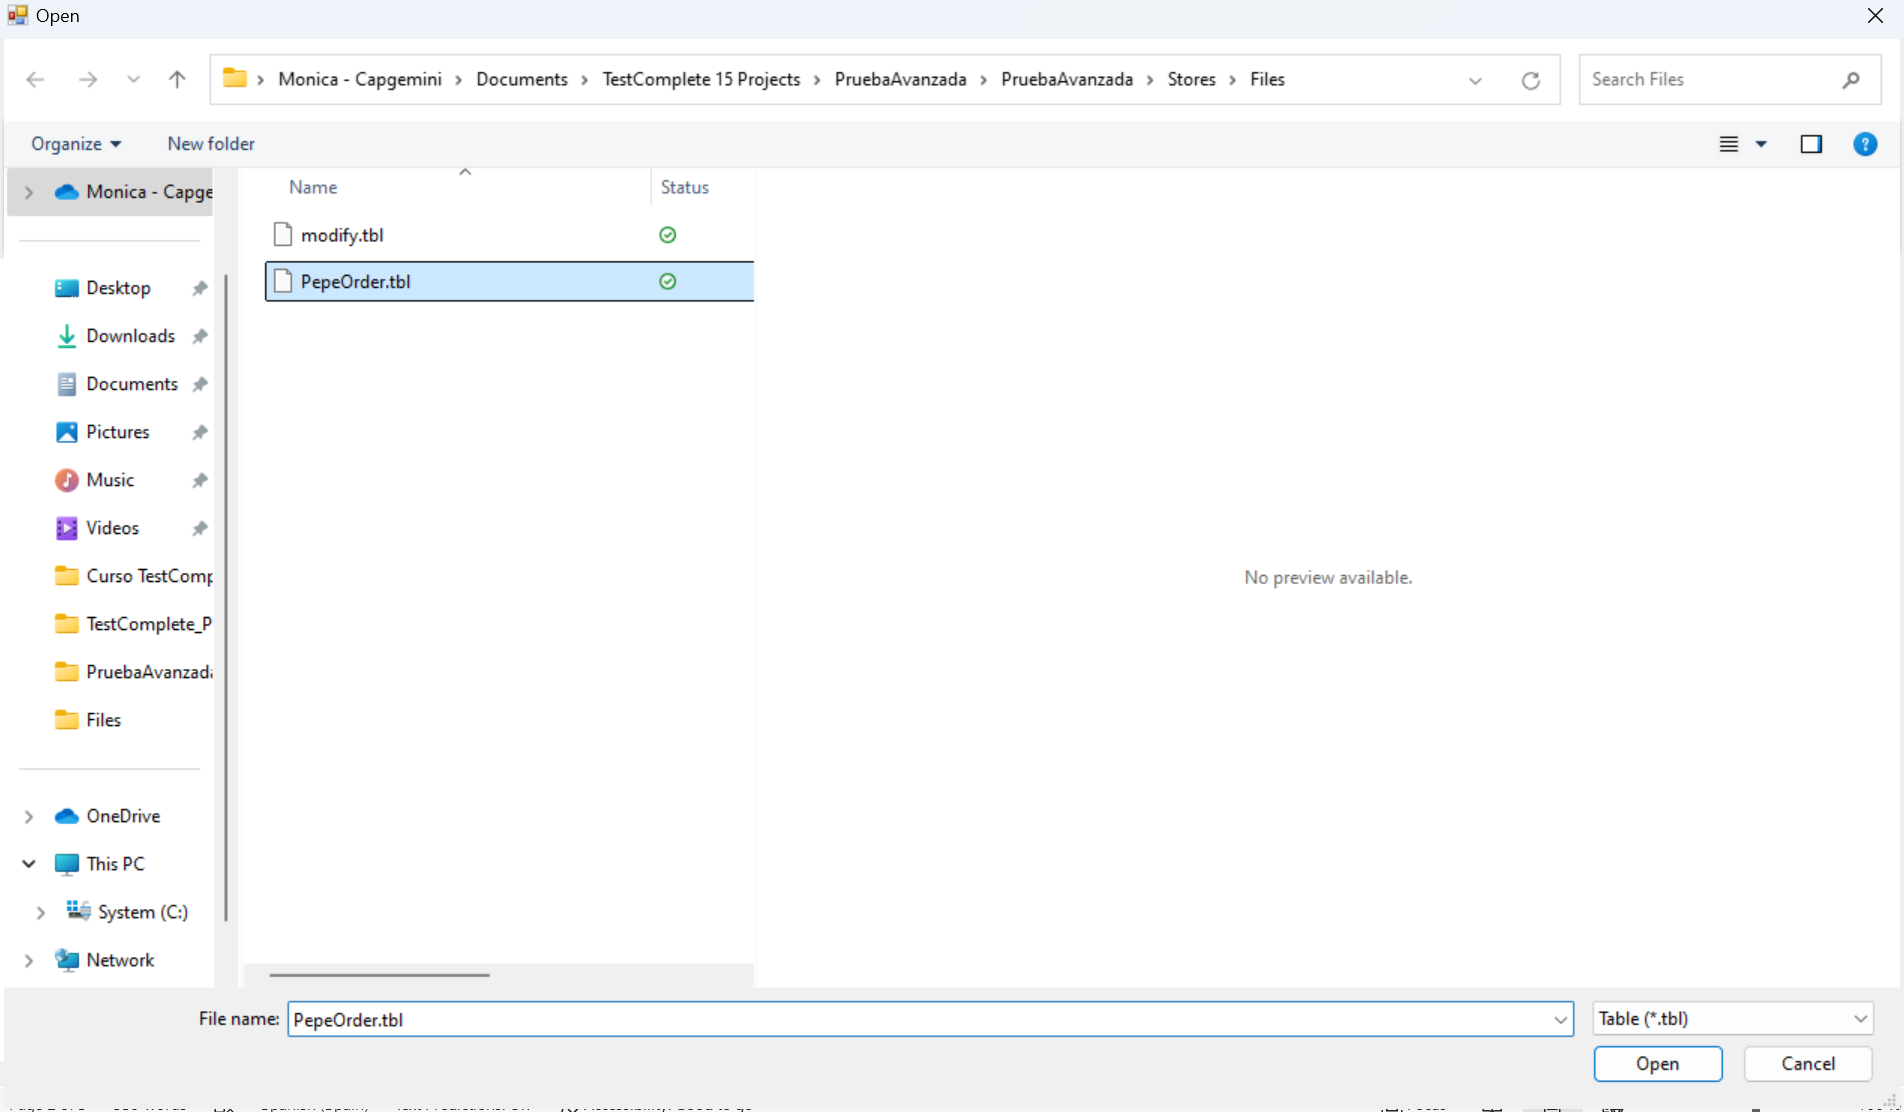 Open
Monica - Capgemini > Documents > TestComplete 15 Projects > PruebaAvanzada > PruebaAvanzada > Stores > Files
Search Files
Organize
New folder
Monica - Capge
Name
Status
modify.tbl
PepeOrder.tbl
Desktop
Downloads
Documents
Pictures
Music
Videos
Curso TestComp
TestComplete_P
PruebaAvanzada
Files
No preview available.
OneDrive
This PC
System (C:)
Network
File name:
PepeOrder.tbl
Table (*.tbl)
Open
Cancel